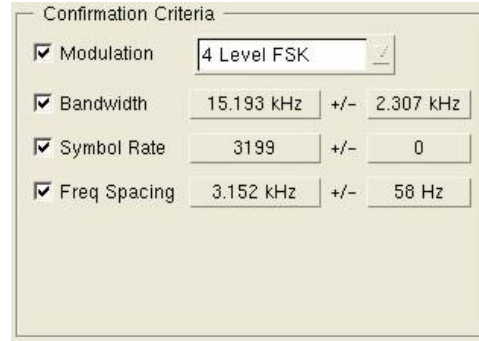 Confirmation Criteria
Modulation 4 Level FSK
Bandwidth 15.193 kHz +/- 2.307 kHz
Symbol Rate 3199 +/- 0
Freq Spacing 3.152 kHz +/- 58 Hz